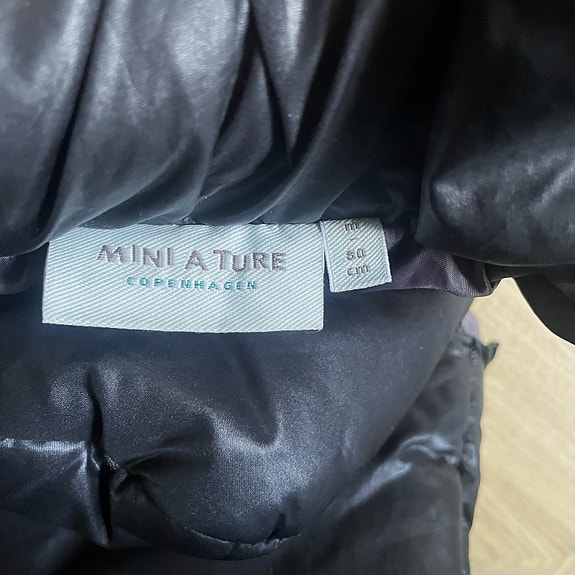 MINI A TURE
COPENHAGEN
80
cm